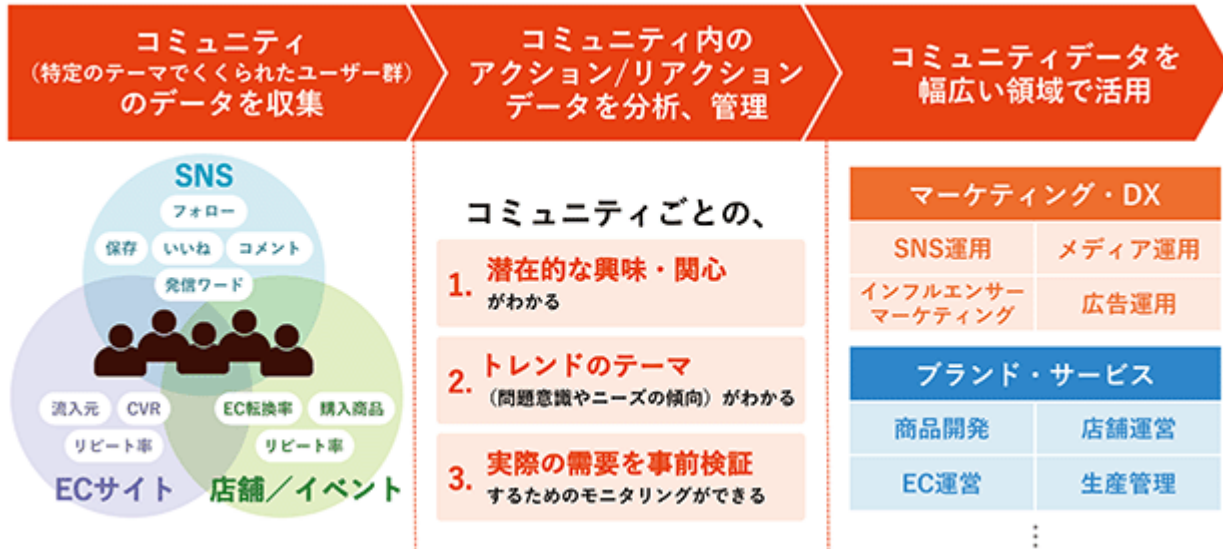 コミュニティ
（特定のテーマでくくられたユーザー群）
のデータを収集
コミュニティ内の
アクション/リアクション
データを分析、管理
コミュニティデータを
幅広い領域で活用
SNS
フォロー
保存 いいね コメント
発信ワード
流入元 CVR
リピート率
ECサイト
EC転換率 購入商品
リピート率
店舗／イベント
コミュニティごとの、
1. 潜在的な興味・関心
がわかる
2. トレンドのテーマ
（問題意識やニーズの傾向）がわかる
3. 実際の需要を事前検証
するためのモニタリングができる
マーケティング・DX
SNS運用 メディア運用
インフルエンサー
マーケティング
広告運用
ブランド・サービス
商品開発 店舗運営
EC運営 生産管理